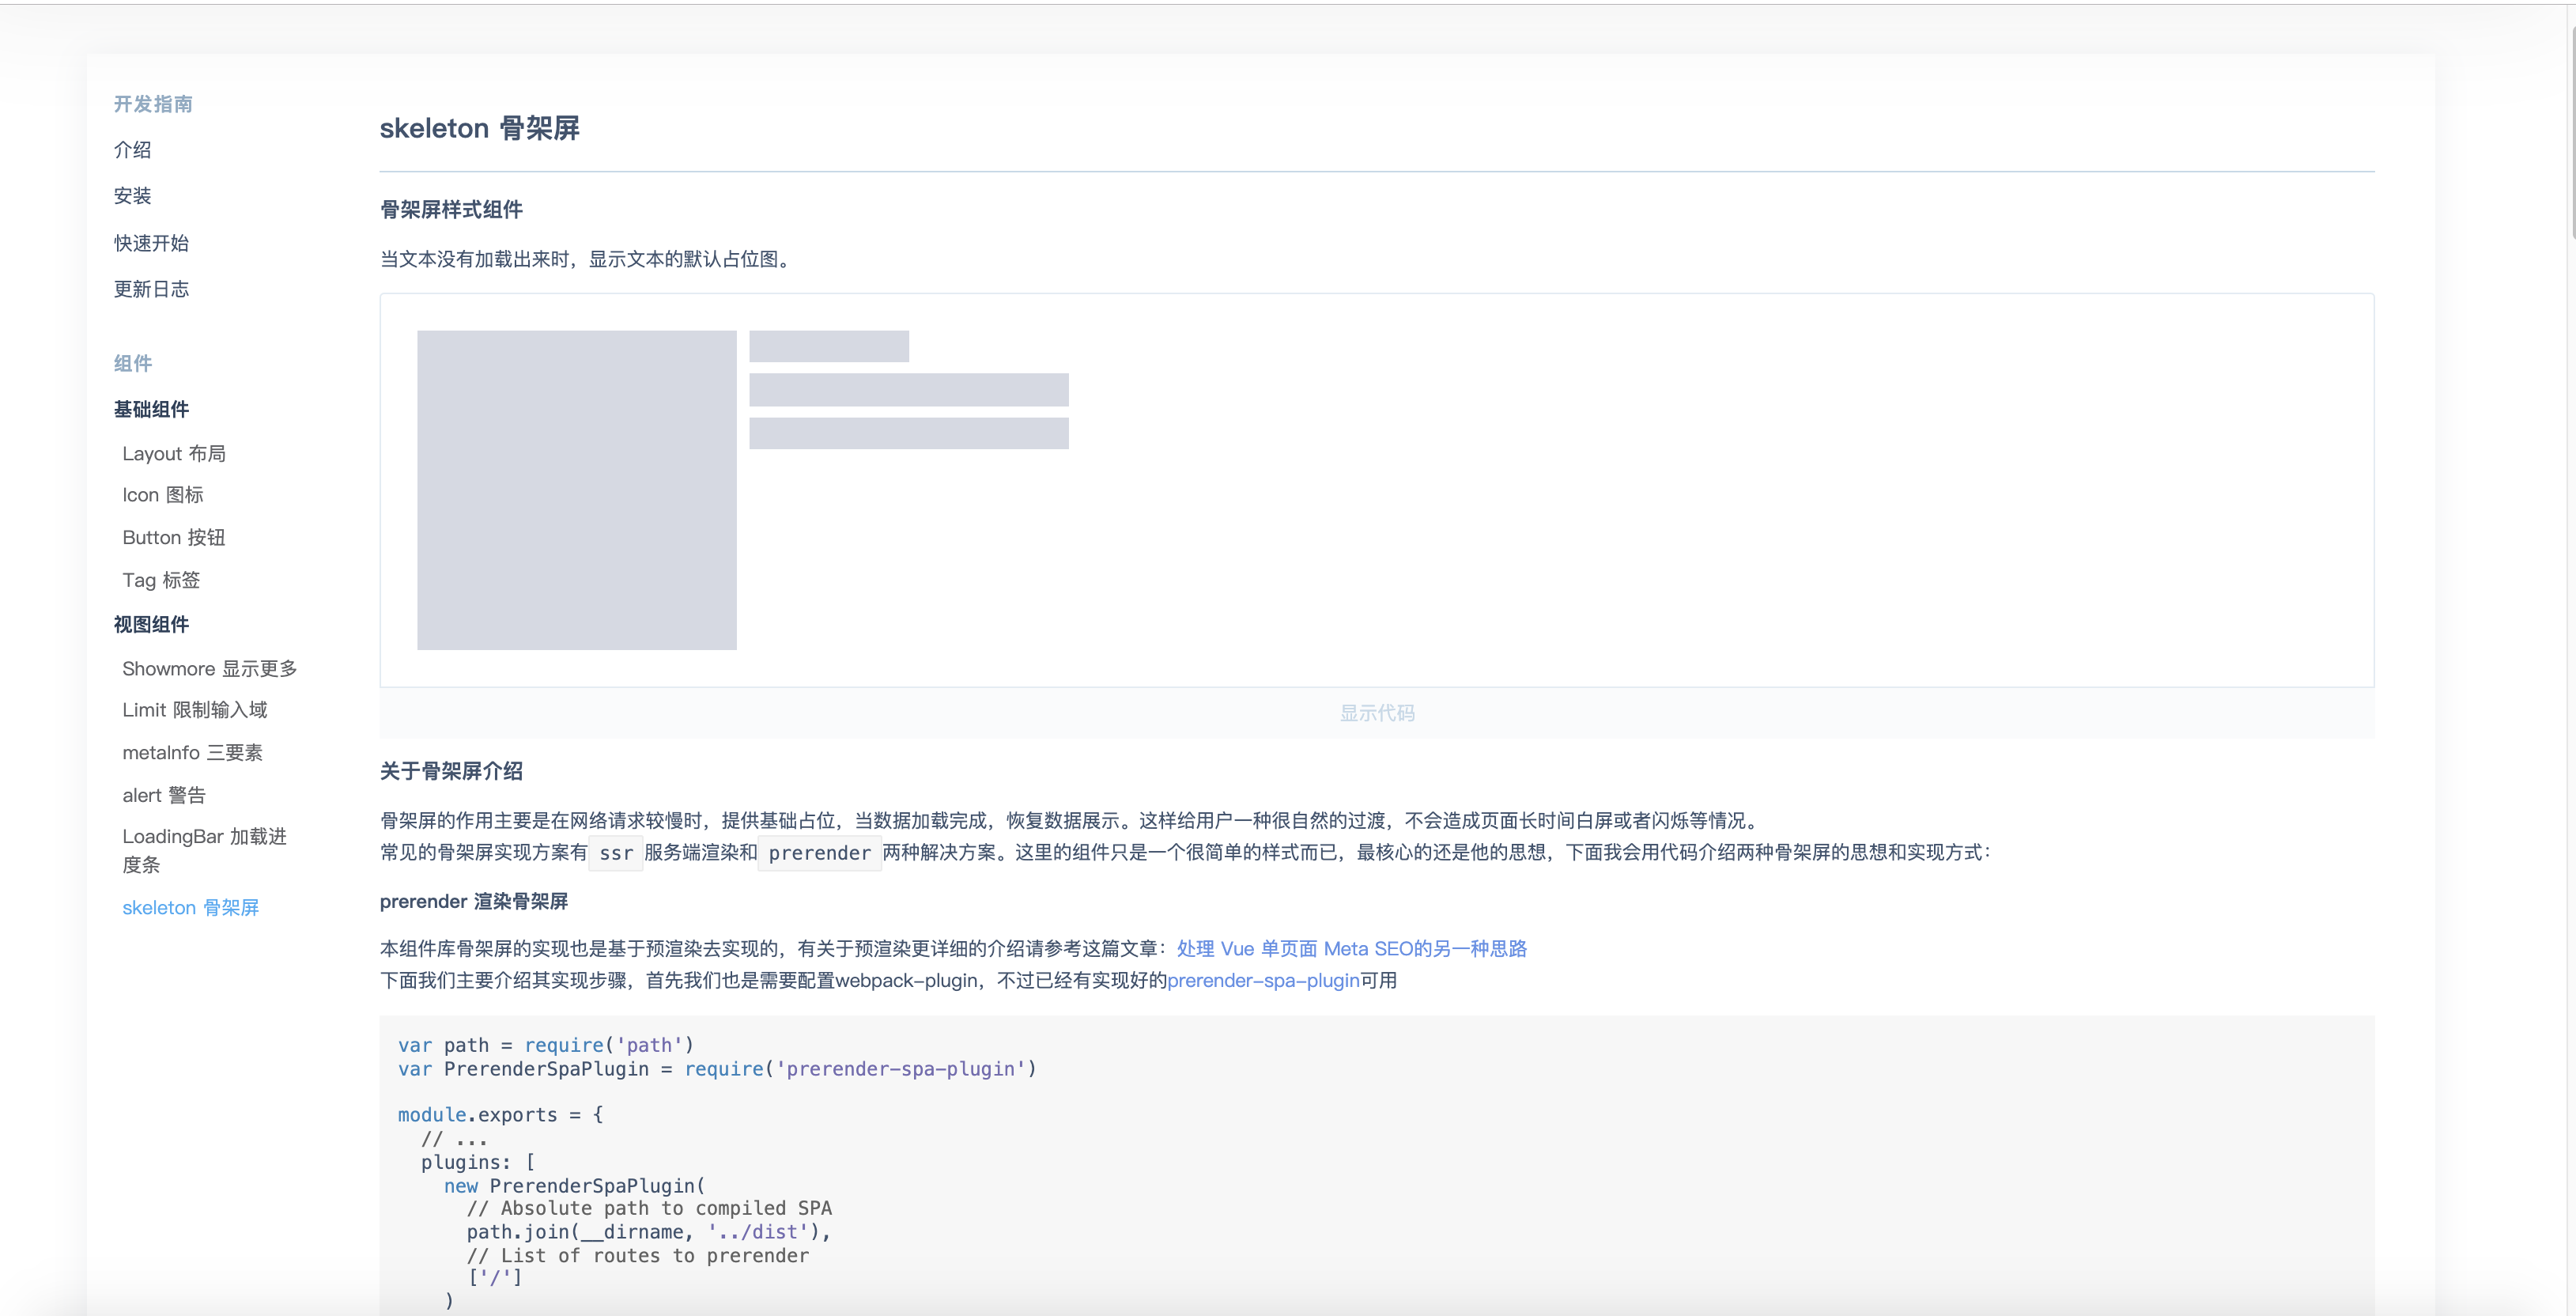 开发指南
介绍
安装
快速开始
更新日志
组件
基础组件
Layout 布局
Icon 图标
Button 按钮
Tag 标签
视图组件
Showmore 显示更多
Limit 限制输入域
metaInfo 三要素
alert 警告
LoadingBar 加载进
度条
skeleton 骨架屏
skeleton 骨架屏
骨架屏样式组件
当文本没有加载出来时，显示文本的默认占位图。
显示代码
关于骨架屏介绍
骨架屏的作用主要是在网络请求较慢时，提供基础占位，当数据加载完成，恢复数据展示。这样给用户一种很自然的过渡，不会造成页面长时间白屏或者闪烁等情况。
常见的骨架屏实现方案有 ssr 服务端渲染和 prerender 两种解决方案。这里的组件只是一个很简单的样式而已，最核心的还是他的思想，下面我会用代码介绍两种骨架屏的思想和实现方式：
prerender 渲染骨架屏
本组件库骨架屏的实现也是基于预渲染去实现的，有关于预渲染更详细的介绍请参考这篇文章：处理 Vue 单页面 Meta SEO的另一种思路
下面我们主要介绍其实现步骤，首先我们也是需要配置webpack-plugin，不过已经有实现好的prerender-spa-plugin可用
var path = require('path')
var PrerenderSpaPlugin = require('prerender-spa-plugin')
module.exports = {
  // ...
  plugins: [
    new PrerenderSpaPlugin(
      // Absolute path to compiled SPA
      path.join(__dirname, '../dist'),
      // List of routes to prerender
      ['/']
    )